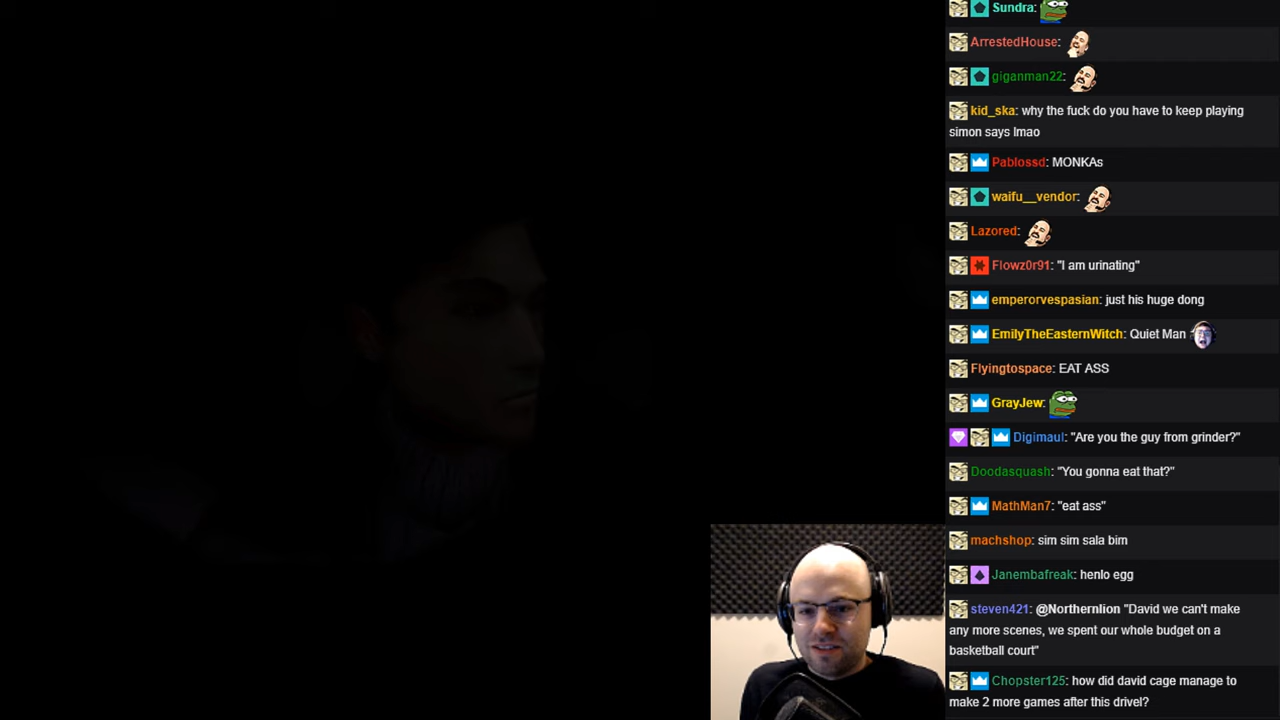 Sundra:
ArrestedHouse:
giganman22:
kid_ska: why the fuck do you have to keep playing
simon says lmao
Pablossd: MONKAs
waifu__vendor:
Lazored:
Flowz0r91: "I am urinating"
emperorvespasian: just his huge dong
EmilyTheEasternWitch: Quiet Man
Flyingtospace: EAT ASS
GrayJew:
Digimaul: "Are you the guy from grinder?"
Doodasquash: "You gonna eat that?"
MathMan7: "eat ass"
machshop: sim sim sala bim
Janembafreak: henlo egg
steven421: @Northernlion "David we can't make
any more scenes, we spent our whole budget on a
basketball court"
Chopster125: how did david cage manage to
make 2 more games after this drivel?